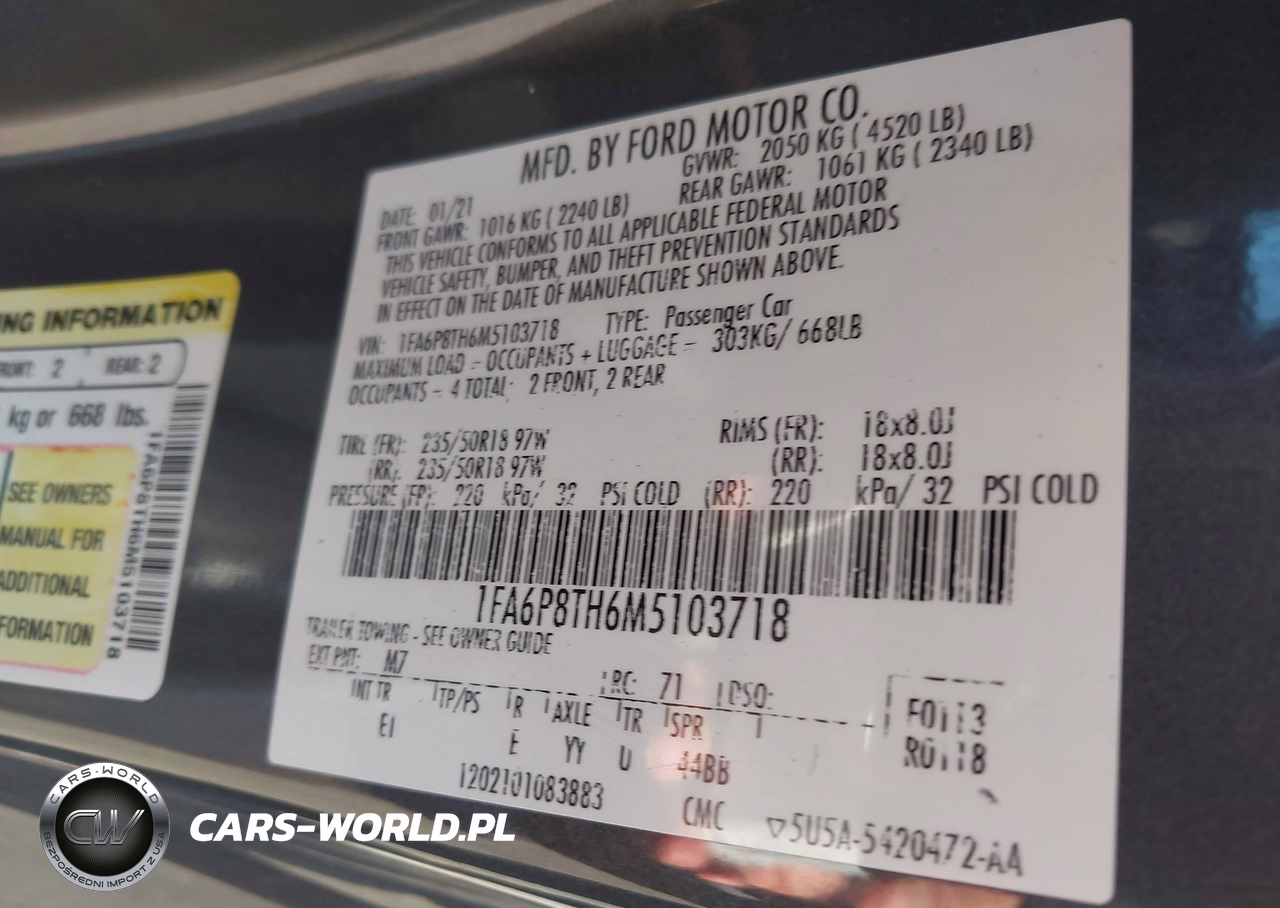 MFD. BY FORD MOTOR CO.
DATE: 01/21 GVWR: 2050 KG ( 4520 LB)
FRONT GAWR: 1016 KG ( 2240 LB) REAR GAWR: 1061 KG ( 2340 LB)
THIS VEHICLE CONFORMS TO ALL APPLICABLE FEDERAL MOTOR
VEHICLE SAFETY, BUMPER, AND THEFT PREVENTION STANDARDS
IN EFFECT ON THE DATE OF MANUFACTURE SHOWN ABOVE.
VIN: 1FA6P8TH6M5103718 TYPE: Passenger Car
MAXIMUM LOAD = OCCUPANTS + LUGGAGE = 303KG/ 668LB
OCCUPANTS = 4 TOTAL: 2 FRONT, 2 REAR
TIRE (FR): 235/50R18 97W RIMS (FR): 18x8.0J
(RR): 235/50R18 97W (RR): 18x8.0J
PRESSURE (FR): 220 kPa/ 32 PSI COLD (RR): 220 kPa/ 32 PSI COLD
1FA6P8TH6M5103718
TRAILER TOWING - SEE OWNER GUIDE
EXT PNT: M7 RC: 71 DSO:
INT TR TP/PS R AXLE TR SPR
EI E YY U 44BB
1202101083883
CMC 5U5A-5420472-AA
NG INFORMATION
FRONT: 2 REAR: 2
kg or 668 lbs.
SEE OWNERS
MANUAL FOR
ADDITIONAL
FORMATION
1FA6P8TH6M5103718
CARS-WORLD
CW
BEZPOŚREDNI IMPORT Z USA
CARS-WORLD.PL